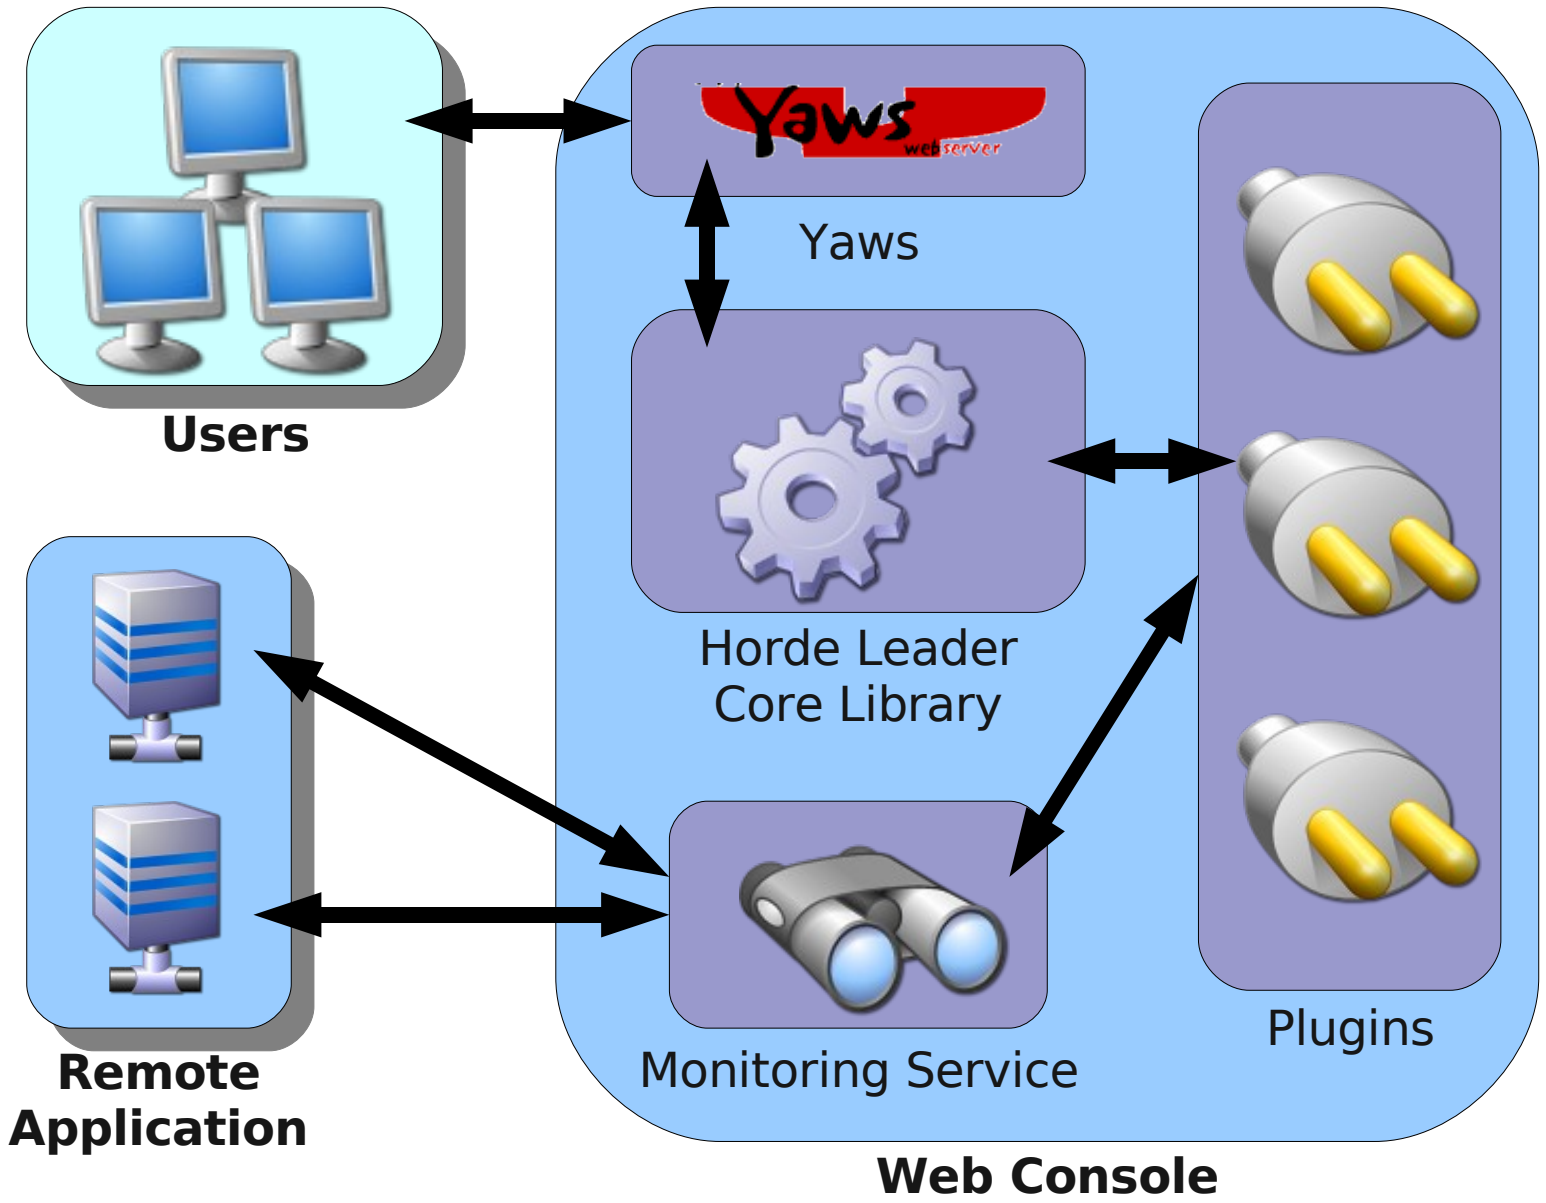 Yaws
webserver
Yaws
Users
Horde Leader
Core Library
Plugins
Monitoring Service
Remote
Application
Web Console